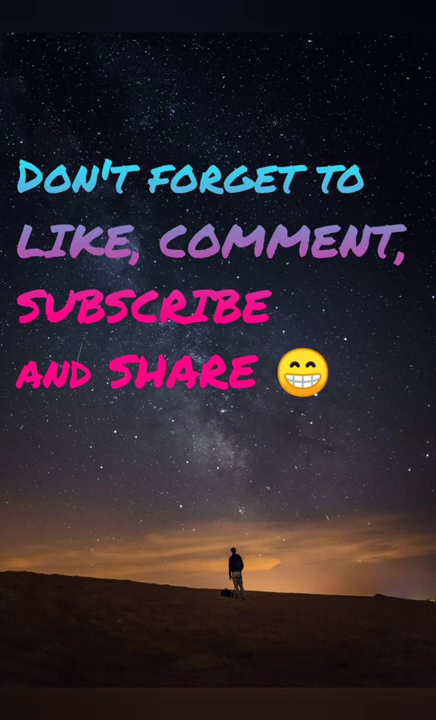 Don't forget to
LIKE, COMMENT,
SUBSCRIBE
and SHARE 😁